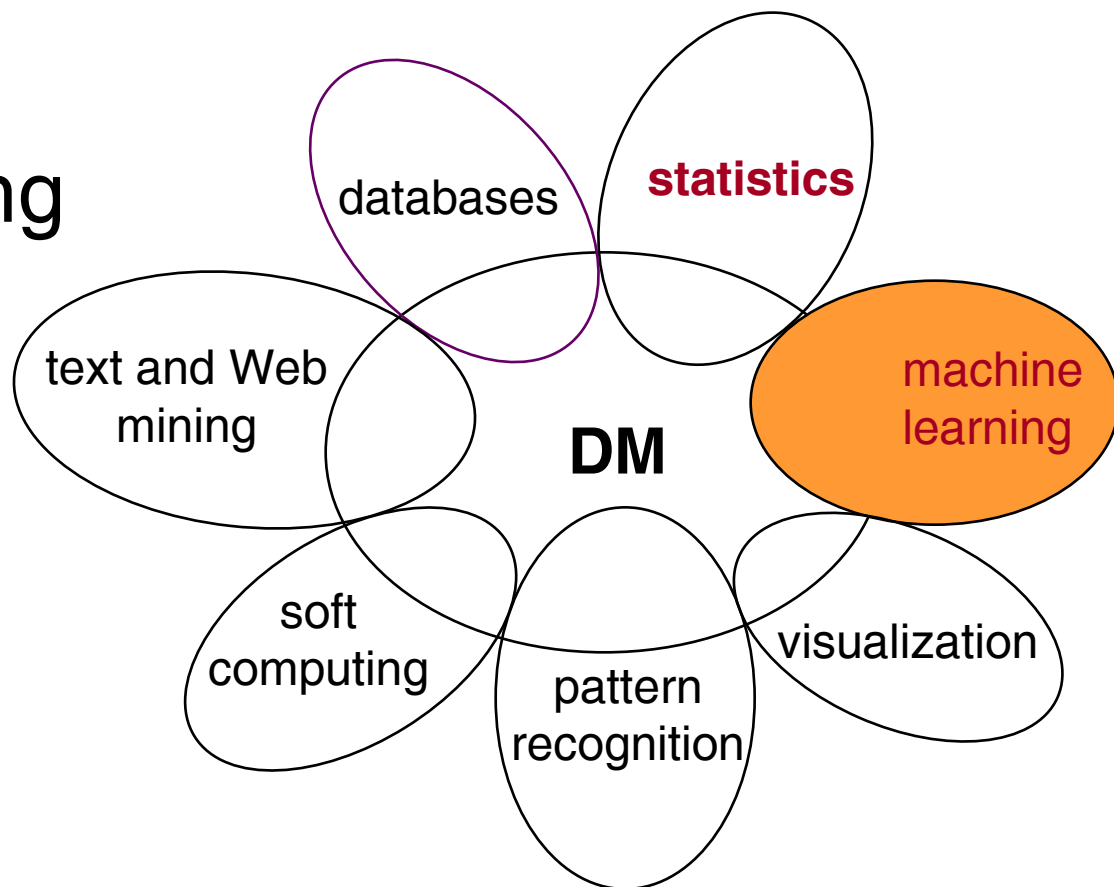 ng
databases
statistics
text and Web
mining
machine
learning
DM
soft
computing
pattern
recognition
visualization